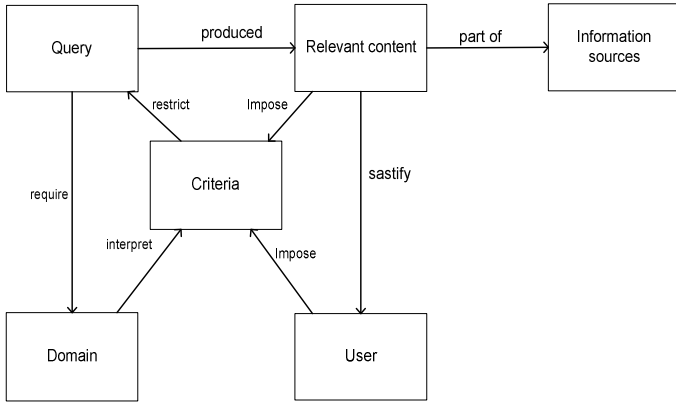 produced
part of
Query
Relevant content
Information
sources
restrict
Impose
Criteria
sastify
require
interpret
Impose
Domain
User